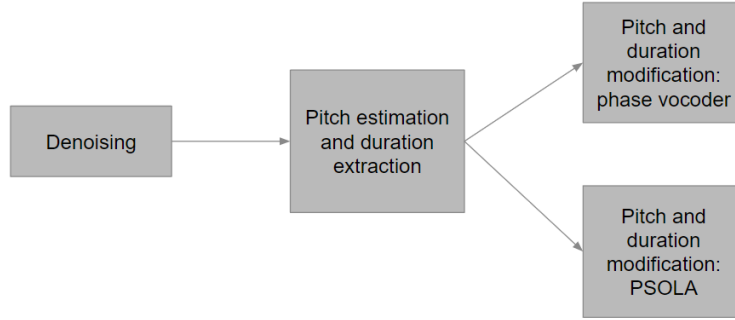 Denoising
Pitch estimation
and duration
extraction
Pitch and
duration
modification:
phase vocoder
Pitch and
duration
modification:
PSOLA